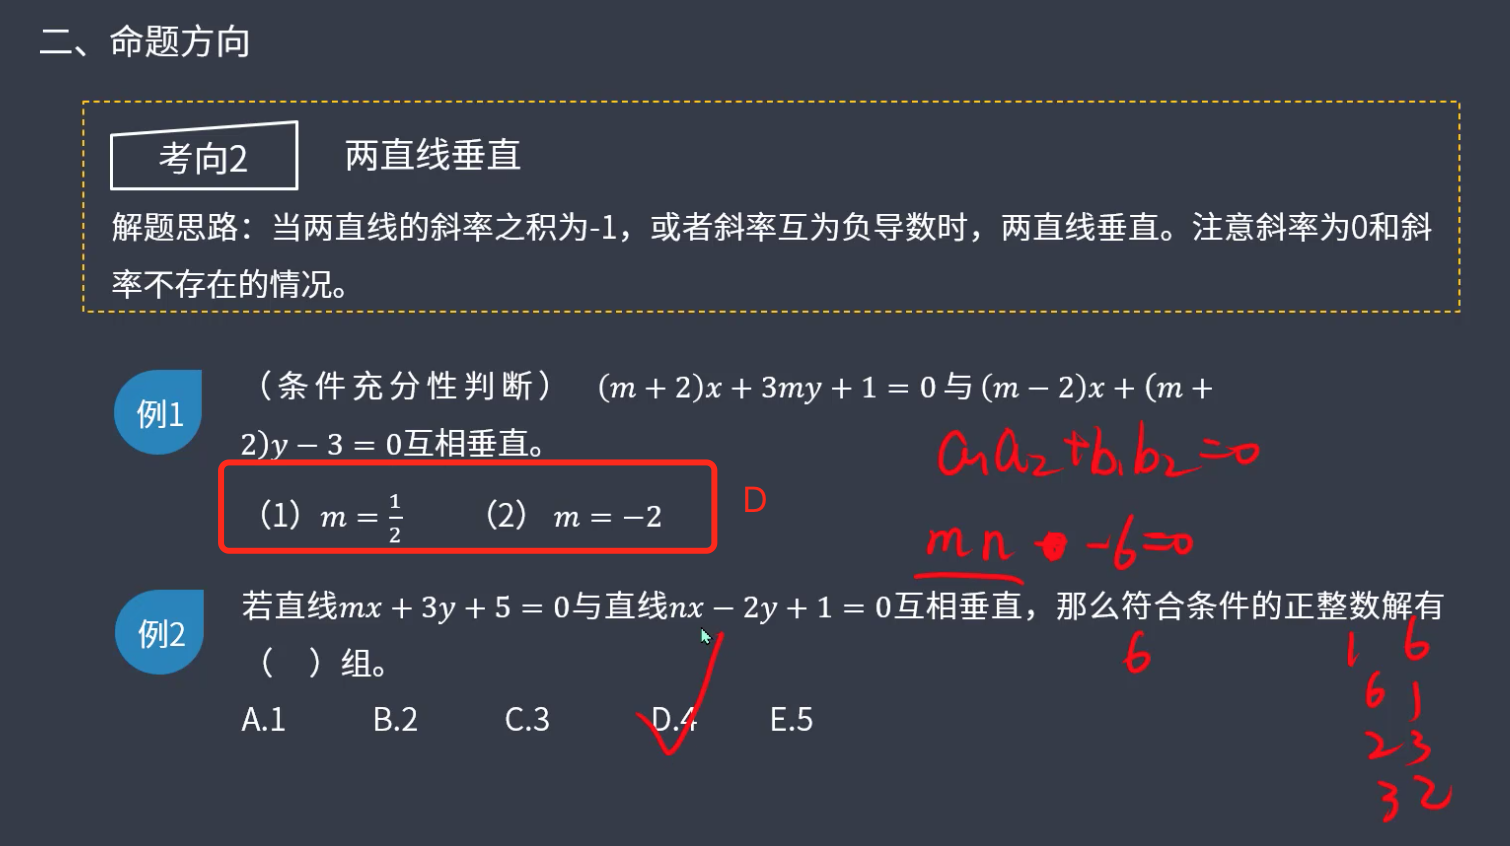 二、命题方向
考向2
两直线垂直
解题思路：当两直线的斜率之积为-1，或者斜率互为负导数时，两直线垂直。注意斜率为0和斜
率不存在的情况。
例1
（条件充分性判断） (m + 2)x + 3my + 1 = 0与(m − 2)x + (m +
2)y − 3 = 0互相垂直。
a₁a₂+b₁b₂=0
（1）m = 1/2 （2） m = −2
D
mn -6=0
例2
若直线mx + 3y + 5 = 0与直线nx − 2y + 1 = 0互相垂直，那么符合条件的正整数解有
（ ）组。
6
1 6
6 1
2 3
3 2
A.1 B.2 C.3 D.4 E.5